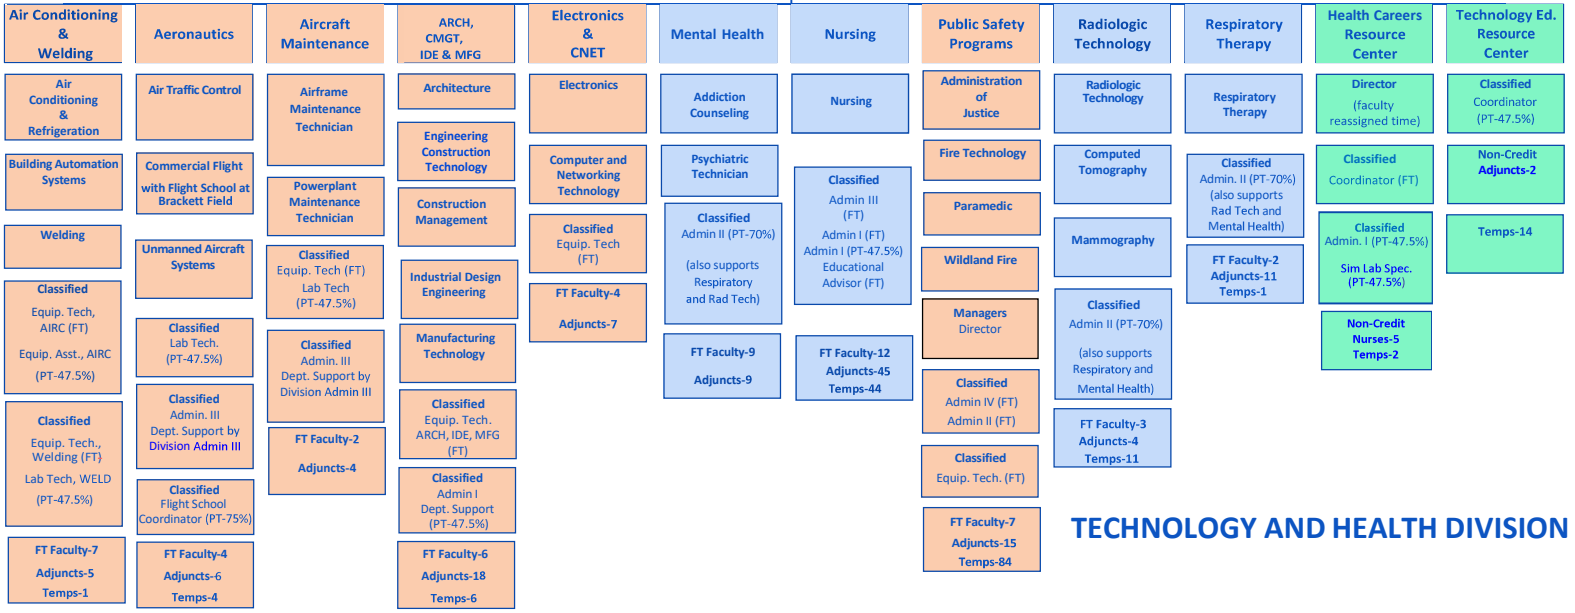 Air Conditioning
&
Welding
Air
Conditioning
&
Refrigeration
Building Automation
Systems
Welding
Classified
Equip. Tech,
AIRC (FT)
Equip. Asst., AIRC
(PT-47.5%)
Classified
Equip. Tech.,
Welding (FT)
Lab Tech, WELD
(PT-47.5%)
FT Faculty-7
Adjuncts-5
Temps-1
Aeronautics
Air Traffic Control
Commercial Flight
with Flight School at
Brackett Field
Unmanned Aircraft
Systems
Classified
Lab Tech.
(PT-47.5%)
Classified
Admin. III
Dept. Support by
Division Admin III
Classified
Flight School
Coordinator (PT-75%)
FT Faculty-4
Adjuncts-6
Temps-4
Aircraft
Maintenance
Airframe
Maintenance
Technician
Powerplant
Maintenance
Technician
Classified
Equip. Tech (FT)
Lab Tech
(PT-47.5%)
Classified
Admin. III
Dept. Support by
Division Admin III
FT Faculty-2
Adjuncts-4
ARCH,
CMGT,
IDE & MFG
Architecture
Engineering
Construction
Technology
Construction
Management
Industrial Design
Engineering
Manufacturing
Technology
Classified
Equip. Tech.
ARCH, IDE, MFG
(FT)
Classified
Admin I
Dept. Support
(PT-47.5%)
FT Faculty-6
Adjuncts-18
Temps-6
Electronics
&
CNET
Electronics
Computer and
Networking
Technology
Classified
Equip. Tech
(FT)
FT Faculty-4
Adjuncts-7
Mental Health
Addiction
Counseling
Psychiatric
Technician
Classified
Admin II (PT-70%)
(also supports
Respiratory
and Rad Tech)
FT Faculty-9
Adjuncts-9
Nursing
Nursing
Classified
Admin III
(FT)
Admin I (FT)
Admin I (PT-47.5%)
Educational
Advisor (FT)
FT Faculty-12
Adjuncts-45
Temps-44
Public Safety
Programs
Administration
of
Justice
Fire Technology
Paramedic
Wildland Fire
Managers
Director
Classified
Admin IV (FT)
Admin II (FT)
Classified
Equip. Tech. (FT)
FT Faculty-7
Adjuncts-15
Temps-84
Radiologic
Technology
Radiologic
Technology
Computed
Tomography
Mammography
Classified
Admin II (PT-70%)
(also supports
Respiratory and
Mental Health)
FT Faculty-3
Adjuncts-4
Temps-11
Respiratory
Therapy
Respiratory
Therapy
Classified
Admin. II (PT-70%)
(also supports
Rad Tech and
Mental Health)
FT Faculty-2
Adjuncts-11
Temps-1
Health Careers
Resource
Center
Director
(faculty
reassigned time)
Classified
Coordinator (FT)
Classified
Admin. I (PT-47.5%)
Sim Lab Spec.
(PT-47.5%)
Non-Credit
Nurses-5
Temps-2
Technology Ed.
Resource
Center
Classified
Coordinator
(PT-47.5%)
Non-Credit
Adjuncts-2
Temps-14
TECHNOLOGY AND HEALTH DIVISION